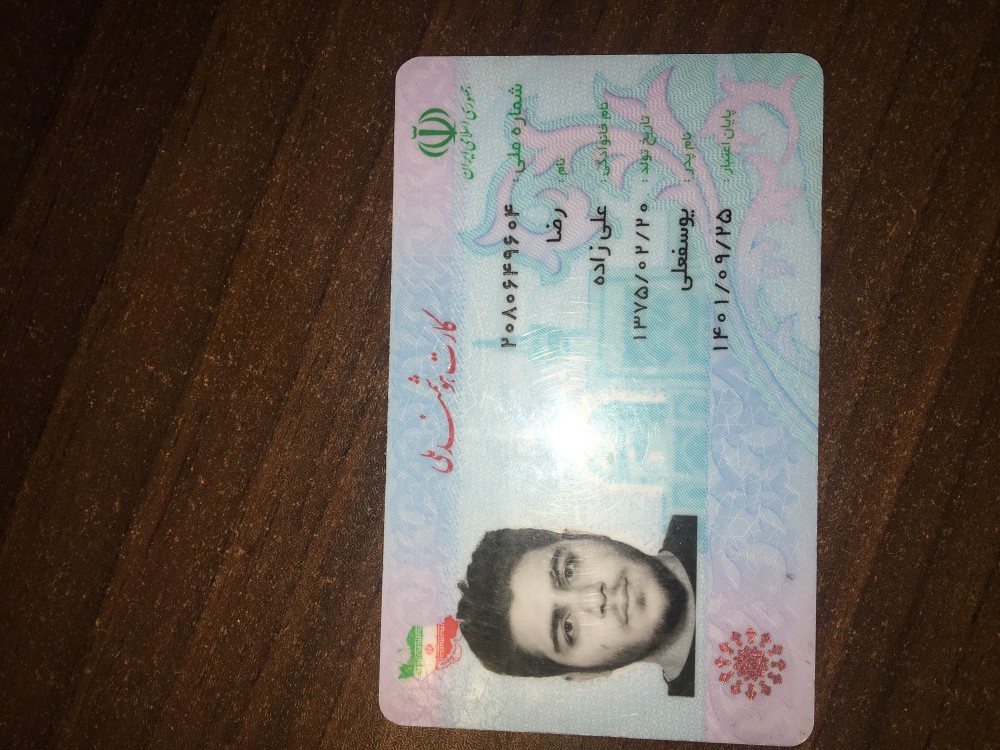 جمهوری اسلامی ایران
کارت هوشمند ملی
شماره ملی: ۲۰۸۰۶۴۹۶۰۴
نام: رضا
نام خانوادگی: علی زاده
تاریخ تولد: ۱۳۷۵/۰۲/۲۰
نام پدر: یوسفعلی
پایان اعتبار: ۱۴۰۱/۰۹/۲۵